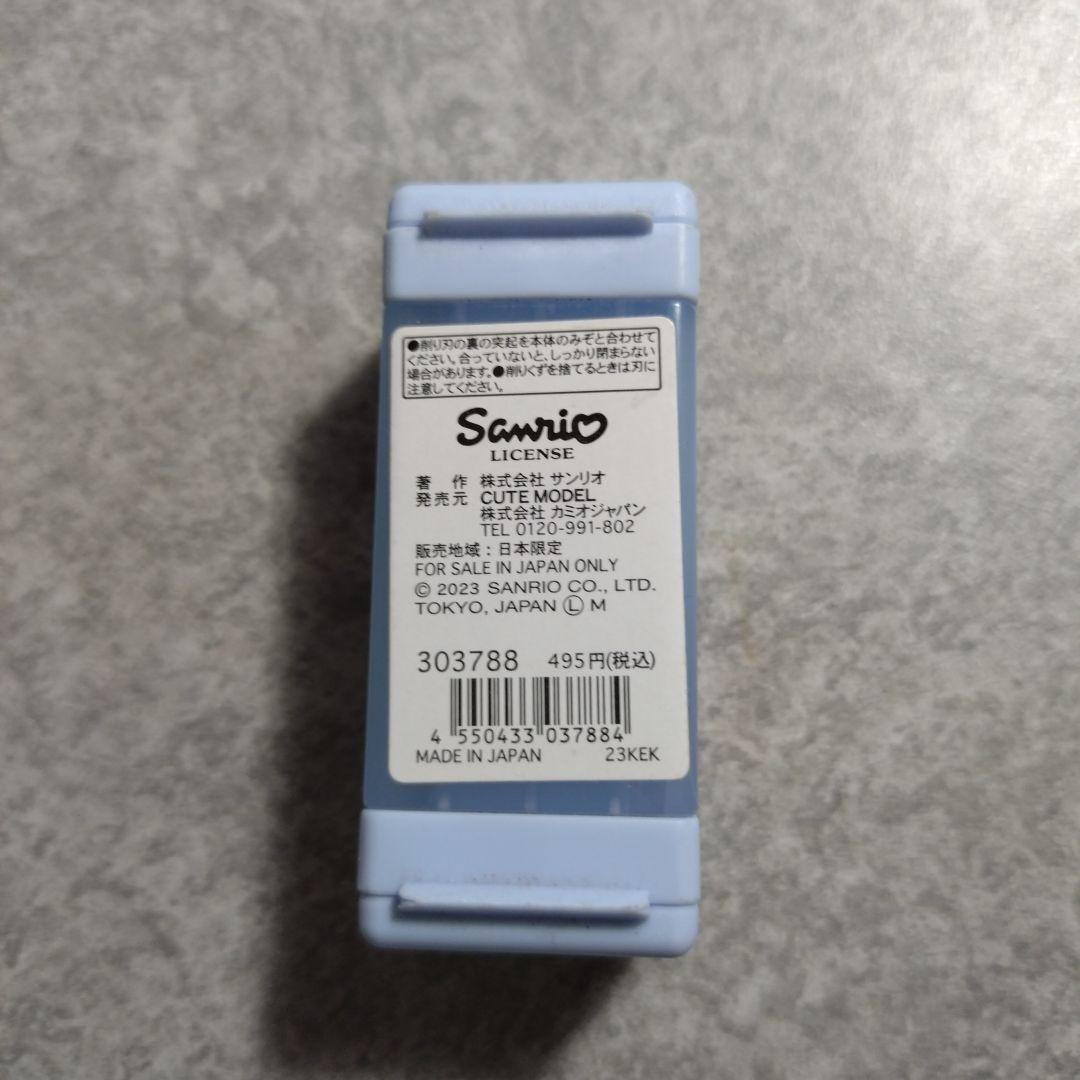 ●削り刃の裏の突起を本体のみぞと合わせて
ください。合っていないと、しっかり閉まらない
場合があります。●削りくずを捨てるときは刃に
注意してください。
Sanrio
LICENSE
著 作 株式会社 サンリオ
発売元 CUTE MODEL
株式会社 カミオジャパン
TEL 0120-991-802
販売地域：日本限定
FOR SALE IN JAPAN ONLY
© 2023 SANRIO CO., LTD.
TOKYO, JAPAN Ⓛ M
303788 495円(税込)
4 550433 037884
MADE IN JAPAN 23KEK